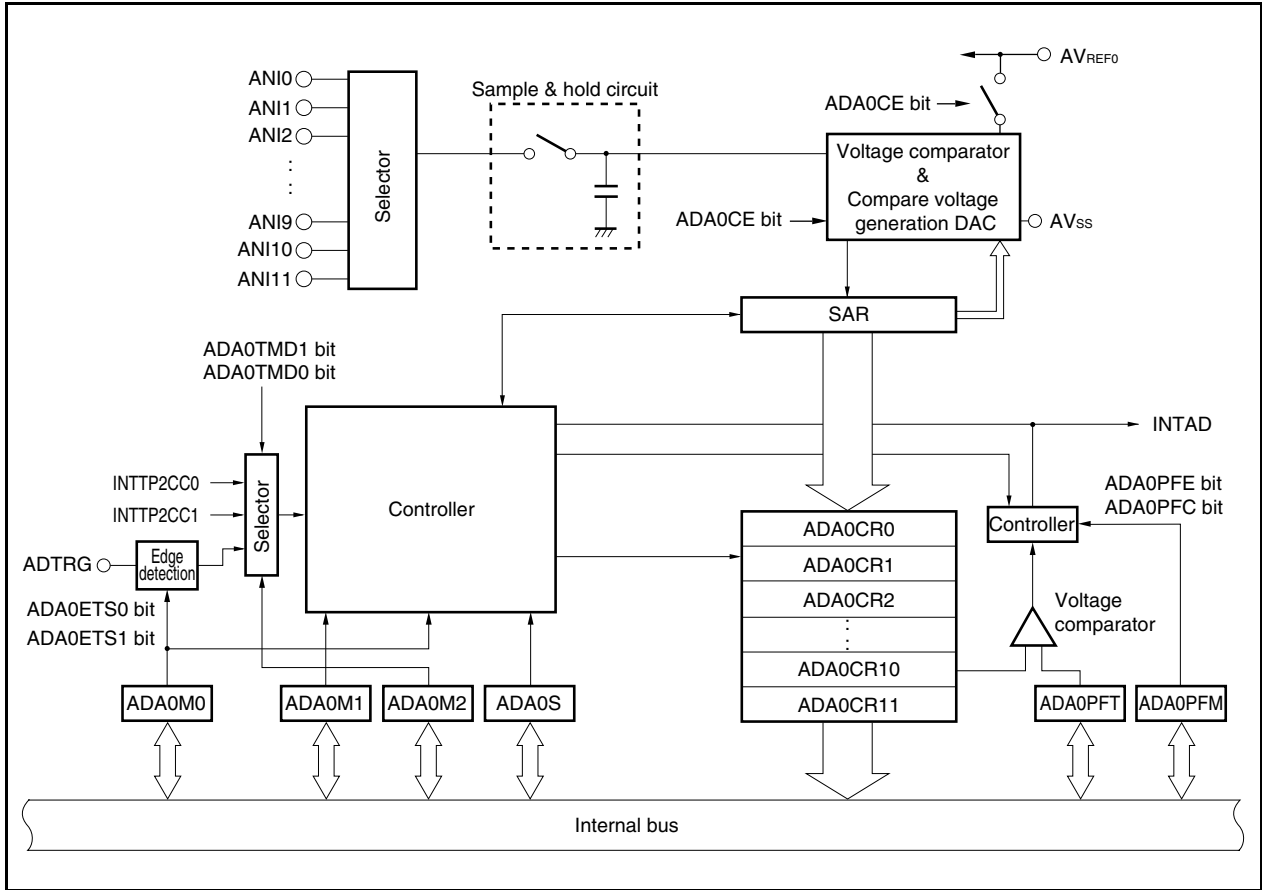 ANI0
ANI1
ANI2
ANI9
ANI10
ANI11
Selector
Sample & hold circuit
AVREF0
ADA0CE bit
Voltage comparator
&
Compare voltage
generation DAC
ADA0CE bit
AVSS
SAR
ADA0TMD1 bit
ADA0TMD0 bit
INTTP2CC0
INTTP2CC1
ADTRG
Edge
detection
Selector
ADA0ETS0 bit
ADA0ETS1 bit
Controller
INTAD
ADA0PFE bit
ADA0PFC bit
Controller
Voltage
comparator
ADA0CR0
ADA0CR1
ADA0CR2
ADA0CR10
ADA0CR11
ADA0M0
ADA0M1
ADA0M2
ADA0S
ADA0PFT
ADA0PFM
Internal bus